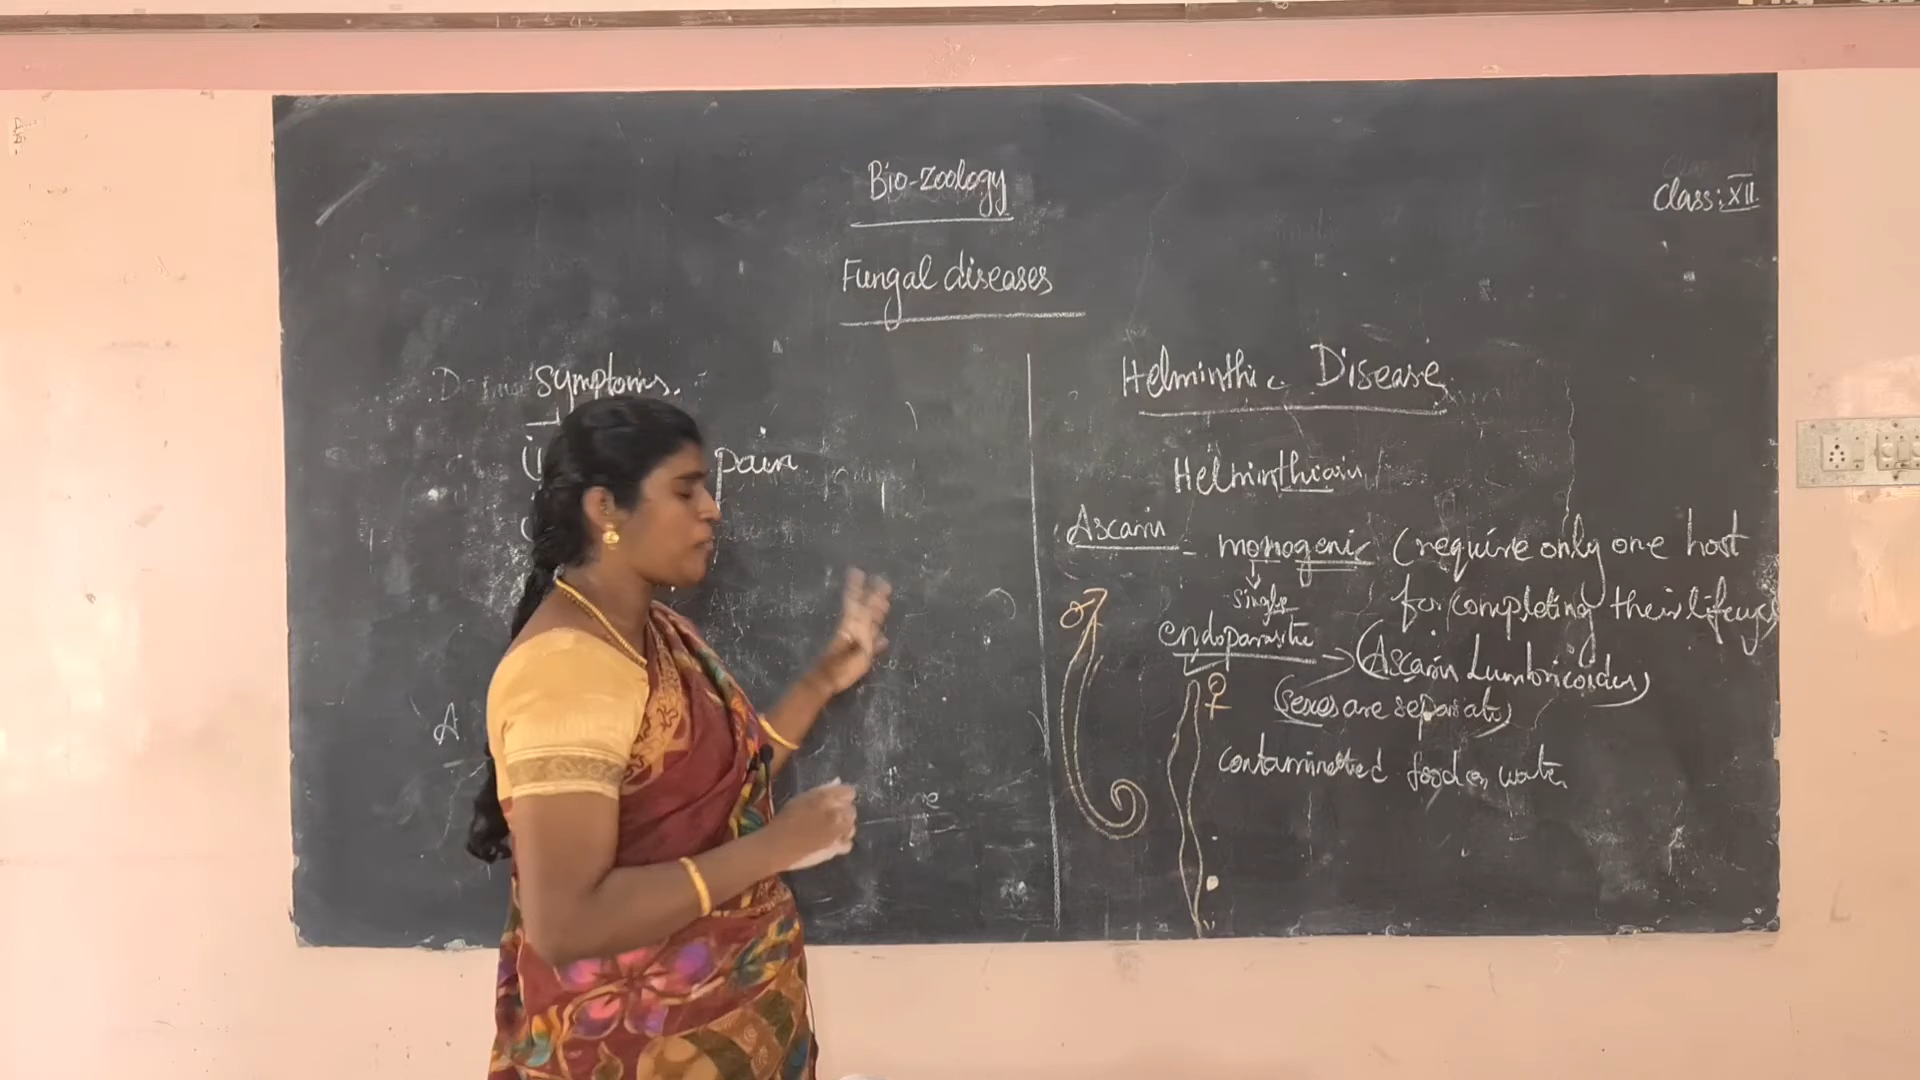 Bio-Zoology
Class: XII
Fungal diseases
Symptoms.
pain
A
Helminthic Disease
Helminthiasis
Ascaris - monogenic (require only one host
for completing their lifecycle
single
endoparasite → (Ascaris Lumbricoides)
♂
♀
(sexes are separate)
contaminated food or water